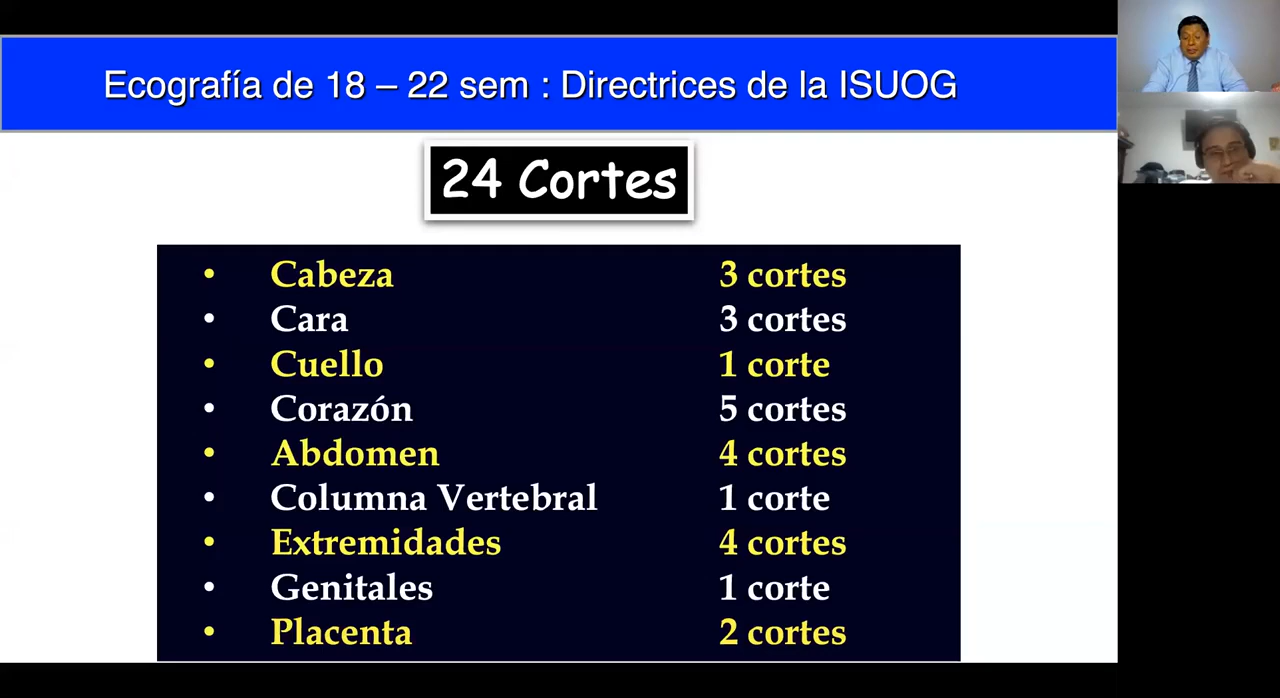 Ecografía de 18 – 22 sem : Directrices de la ISUOG
24 Cortes
• Cabeza 3 cortes
• Cara 3 cortes
• Cuello 1 corte
• Corazón 5 cortes
• Abdomen 4 cortes
• Columna Vertebral 1 corte
• Extremidades 4 cortes
• Genitales 1 corte
• Placenta 2 cortes